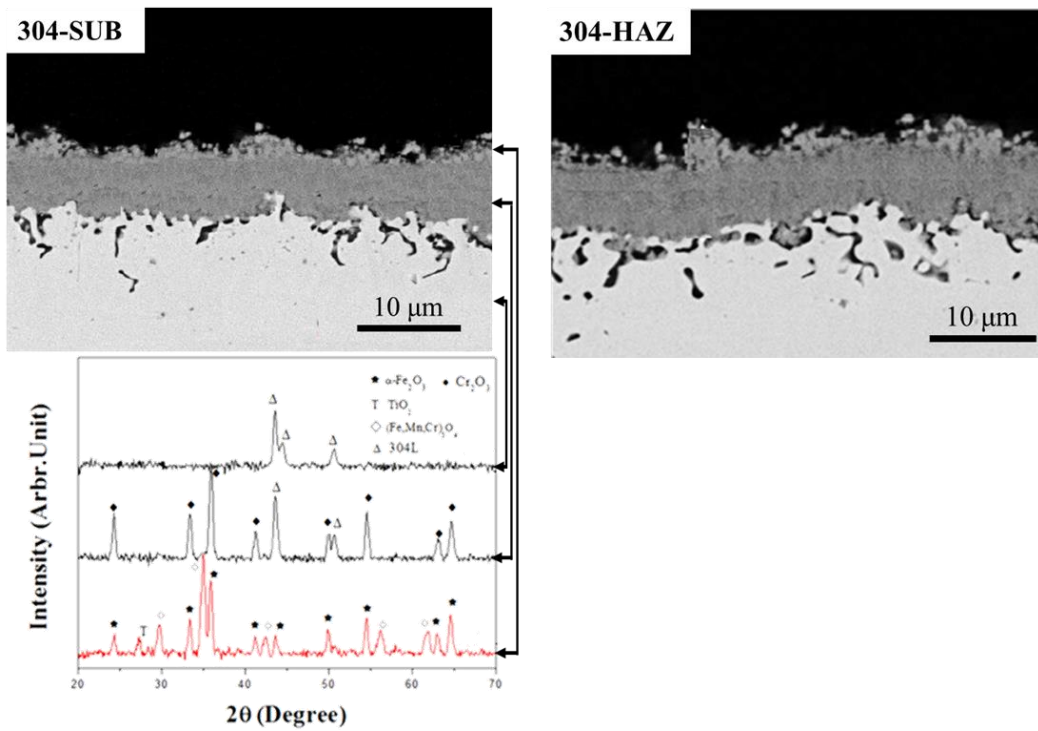 304-SUB
304-HAZ
10 μm
10 μm
★ α-Fe₂O₃ ◆ Cr₂O₃
T TiO₂
◇ (Fe,Mn,Cr)₃O₄
Δ 304L
Δ
Δ
Δ
Δ
Δ
T
Intensity (Arbr.Unit)
20 30 40 50 60 70
2θ (Degree)